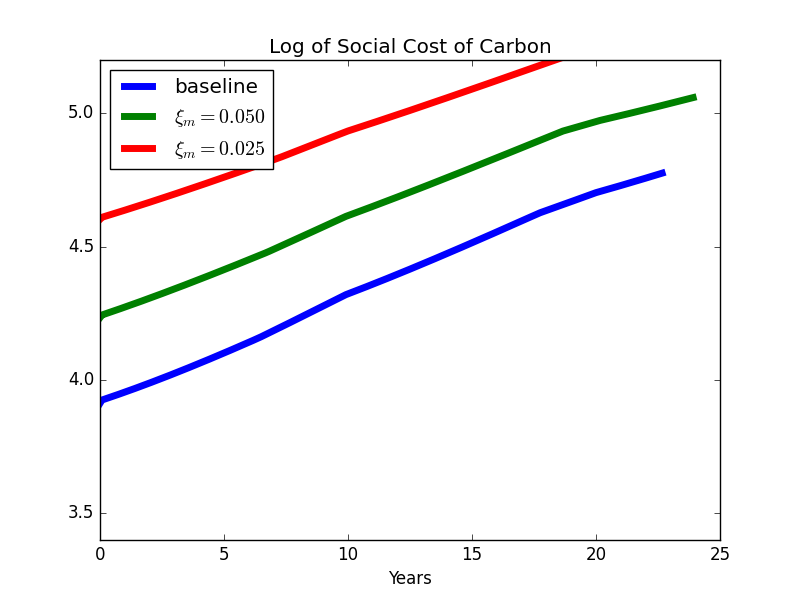 Log of Social Cost of Carbon
baseline
ξₘ = 0.050
ξₘ = 0.025
5.0
4.5
4.0
3.5
0 5 10 15 20 25
Years